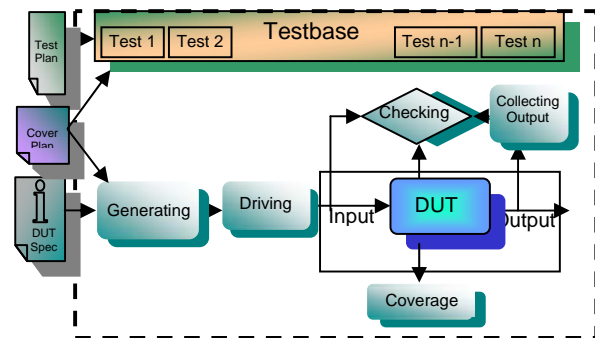 Test
Plan
Testbase
Test 1
Test 2
Test n-1
Test n
Cover
Plan
Checking
Collecting
Output
i
DUT
Spec
Generating
Driving
Input
DUT
Output
Coverage